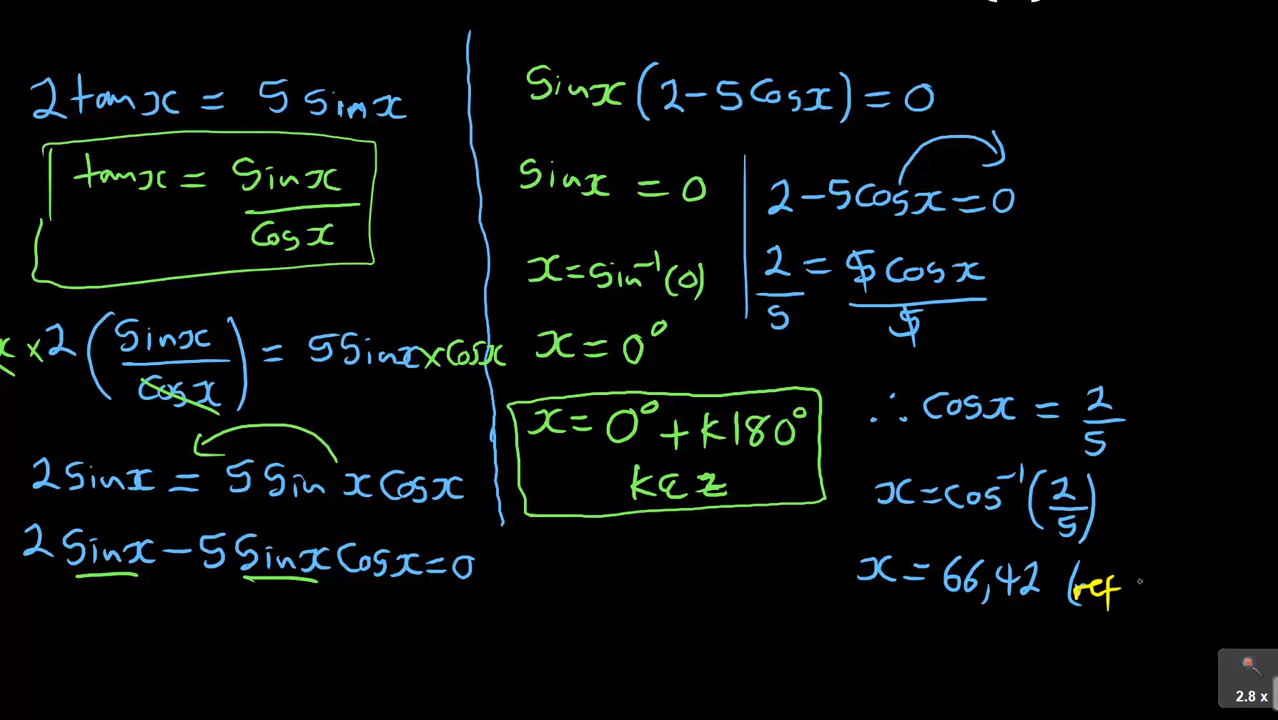 2tanx = 5sinx
tanx = sinx/cosx
x × 2(sinx/cosx) = 5sinx × cosx
2sinx = 5sinxcosx
2sinx − 5sinxcosx = 0
sinx(2 − 5cosx) = 0
sinx = 0
x = sin⁻¹(0)
x = 0°
x = 0° + k180°
k ∈ Z
2 − 5cosx = 0
2/5 = 5cosx/5
∴ cosx = 2/5
x = cos⁻¹(2/5)
x = 66,42 (ref
2.8 x